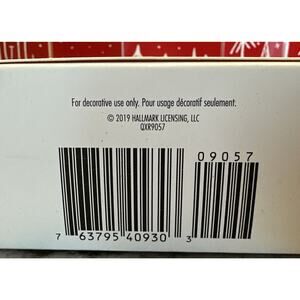 For decorative use only. Pour usage décoratif seulement.
© 2019 HALLMARK LICENSING, LLC
QXR9057
09057
7 63795 40930 3